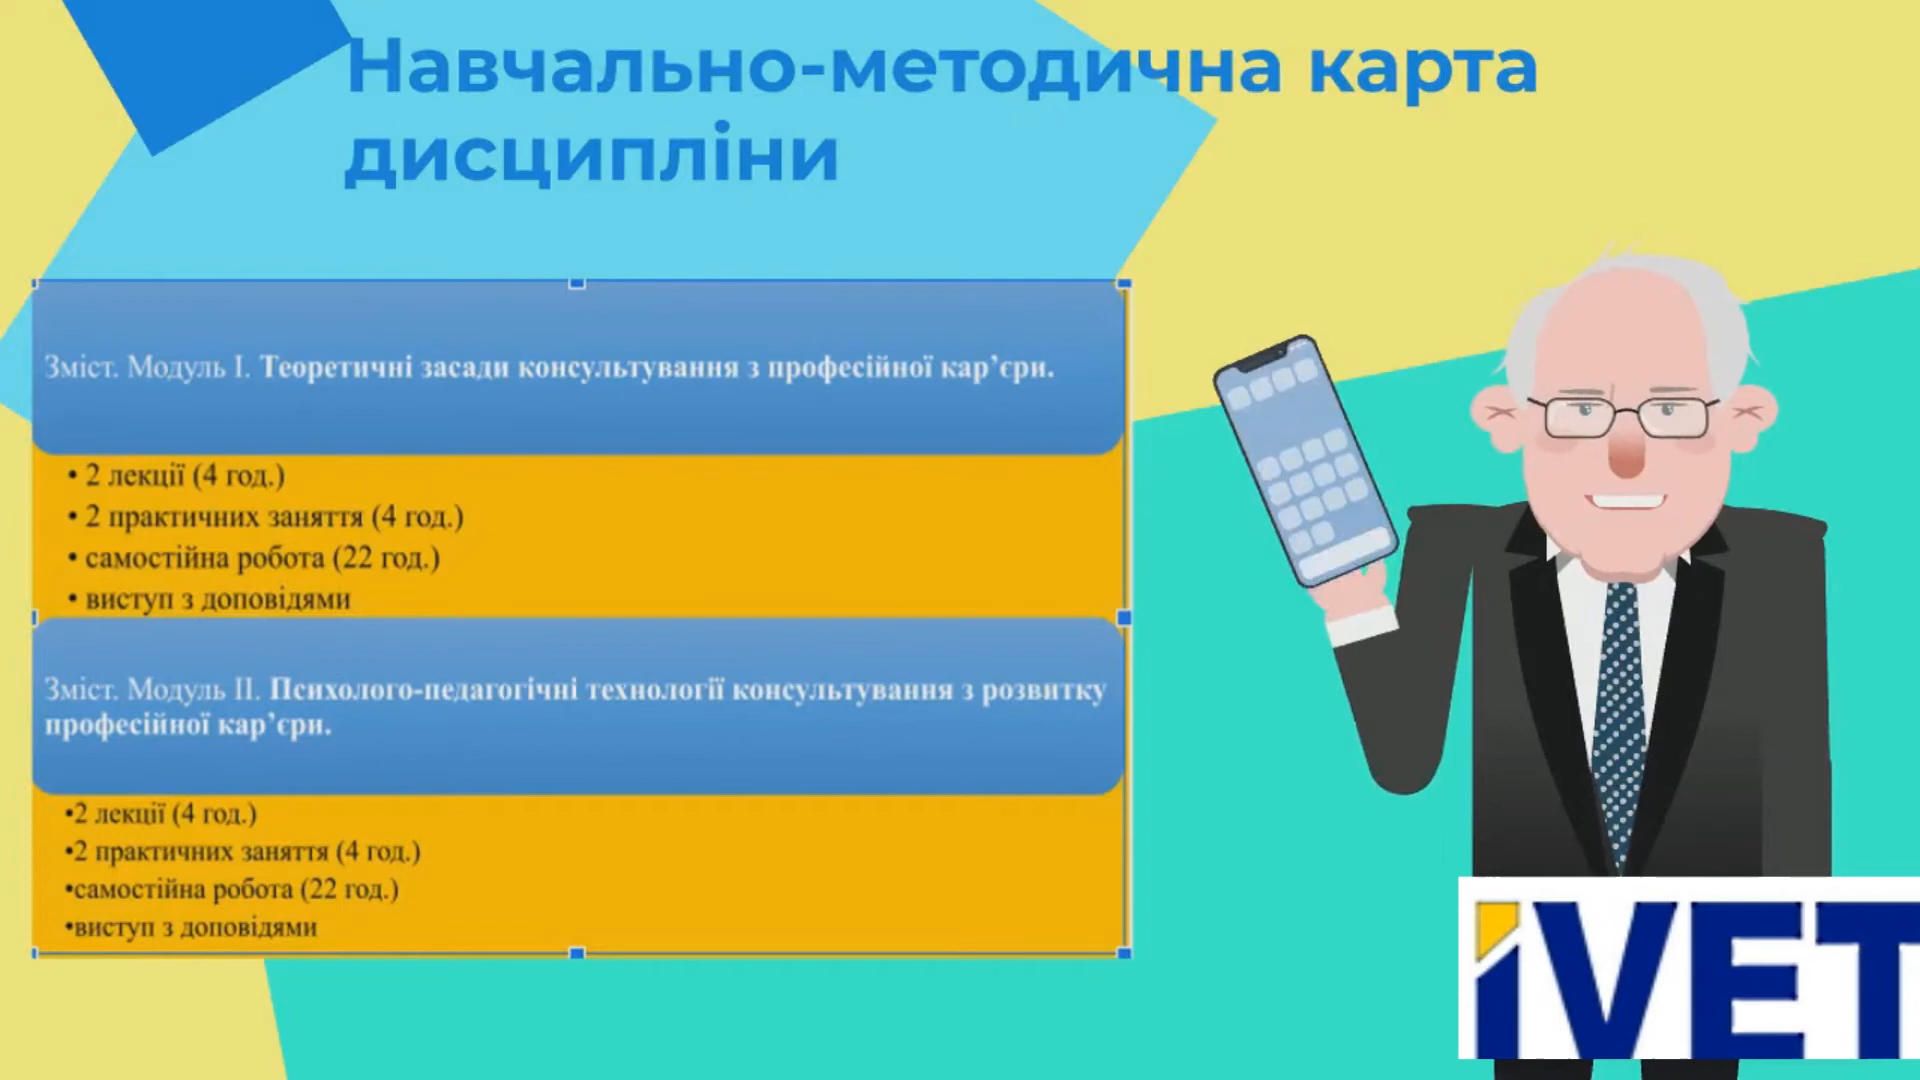 Навчально-методична карта
дисципліни
Зміст. Модуль І. Теоретичні засади консультування з професійної кар’єри.
• 2 лекції (4 год.)
• 2 практичних заняття (4 год.)
• самостійна робота (22 год.)
• виступ з доповідями
Зміст. Модуль ІІ. Психолого-педагогічні технології консультування з розвитку
професійної кар’єри.
•2 лекції (4 год.)
•2 практичних заняття (4 год.)
•самостійна робота (22 год.)
•виступ з доповідями
iVET